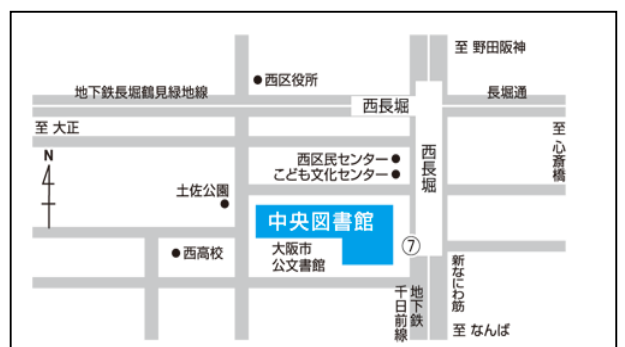 至 野田阪神
●西区役所
地下鉄長堀鶴見緑地線
西長堀
長堀通
至 大正
至 心斎橋
N
西区民センター●
こども文化センター●
西長堀
土佐公園
●
中央図書館
⑦
●西高校
大阪市
公文書館
新なにわ筋
地下鉄
千日前線
至 なんば